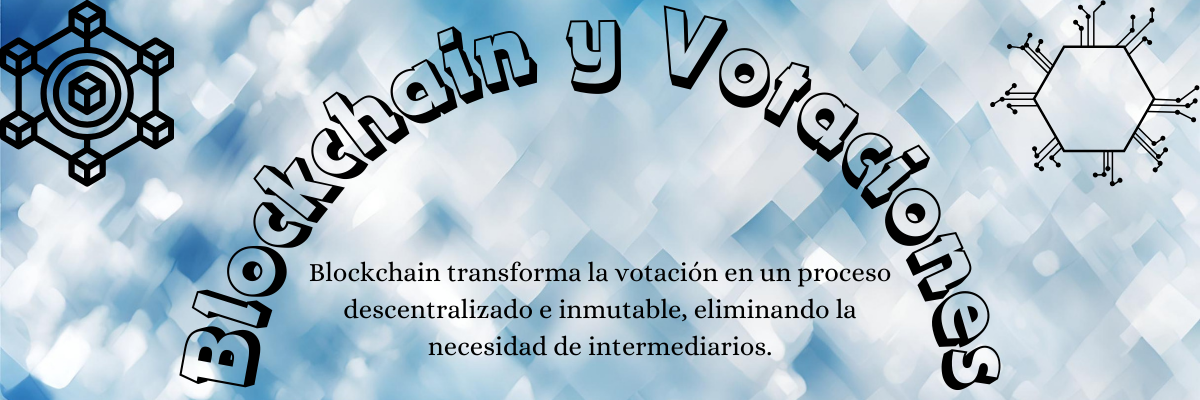 Blockchain y Votaciones
Blockchain transforma la votación en un proceso
descentralizado e inmutable, eliminando la
necesidad de intermediarios.